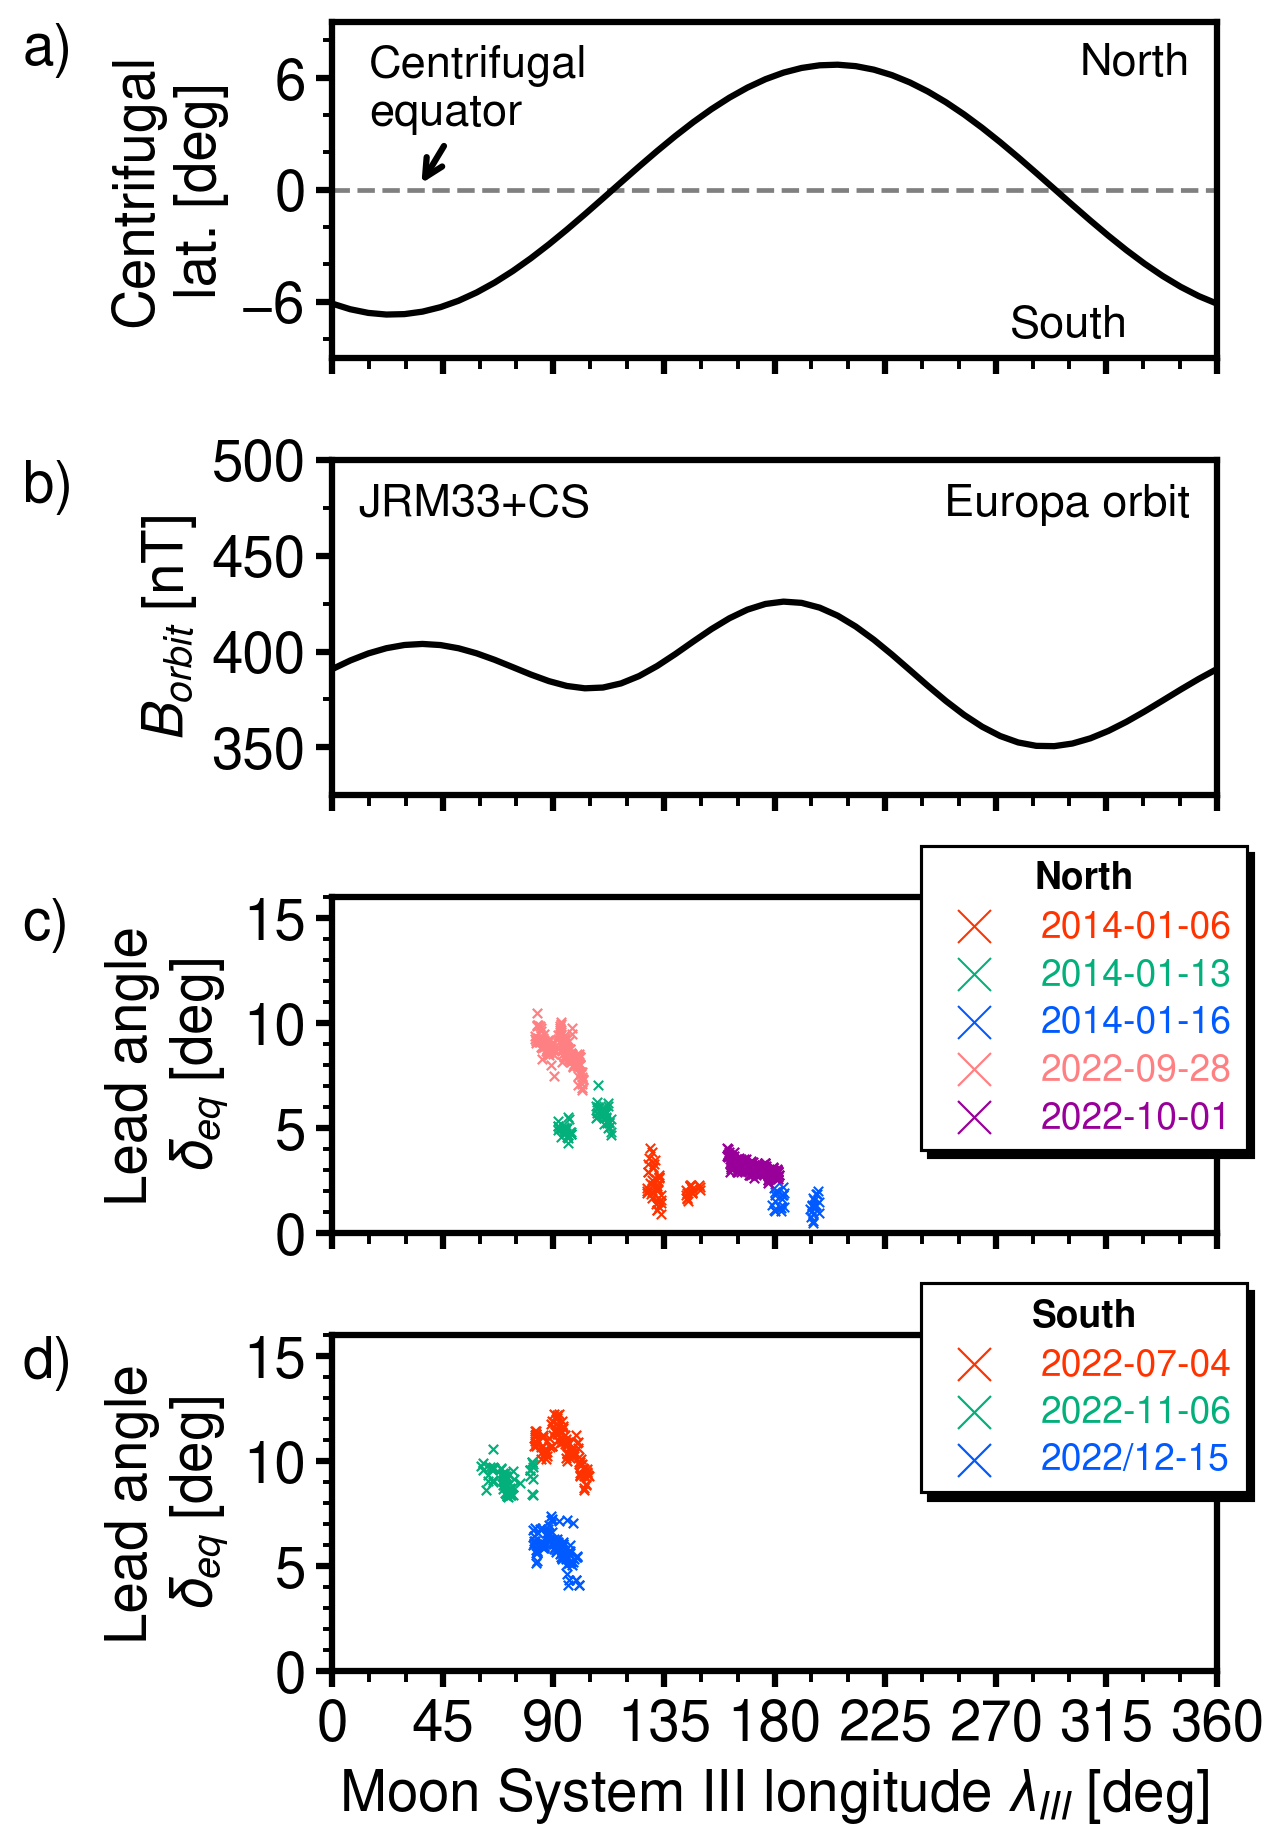 a)
Centrifugal
lat. [deg]
6
0
−6
Centrifugal
equator
North
South
b)
B_orbit [nT]
500
450
400
350
JRM33+CS
Europa orbit
c)
Lead angle
δ_eq [deg]
15
10
5
0
North
2014-01-06
2014-01-13
2014-01-16
2022-09-28
2022-10-01
d)
Lead angle
δ_eq [deg]
15
10
5
0
South
2022-07-04
2022-11-06
2022/12-15
0 45 90 135 180 225 270 315 360
Moon System III longitude λ_III [deg]